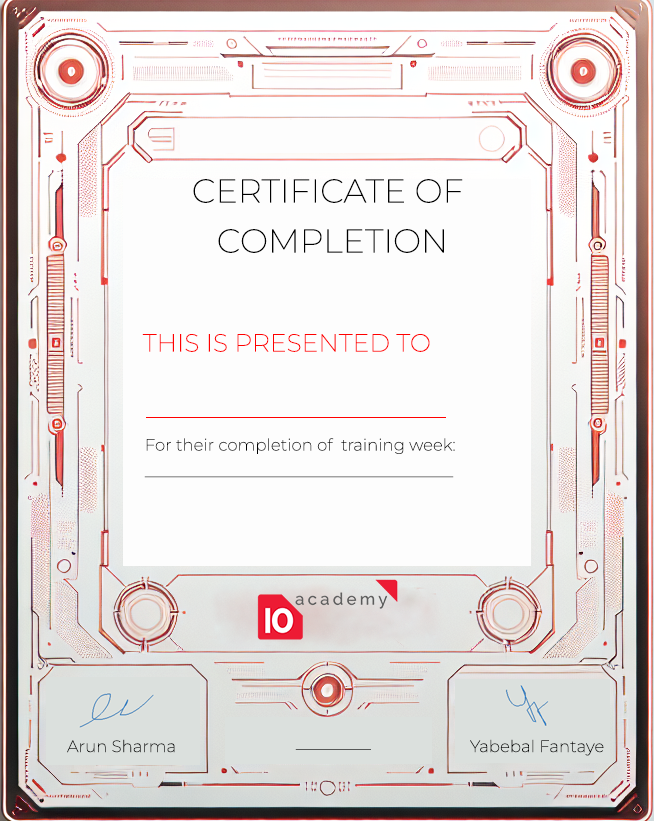 CERTIFICATE OF
COMPLETION
THIS IS PRESENTED TO
For their completion of training week:
10 academy
Arun Sharma
Yabebal Fantaye